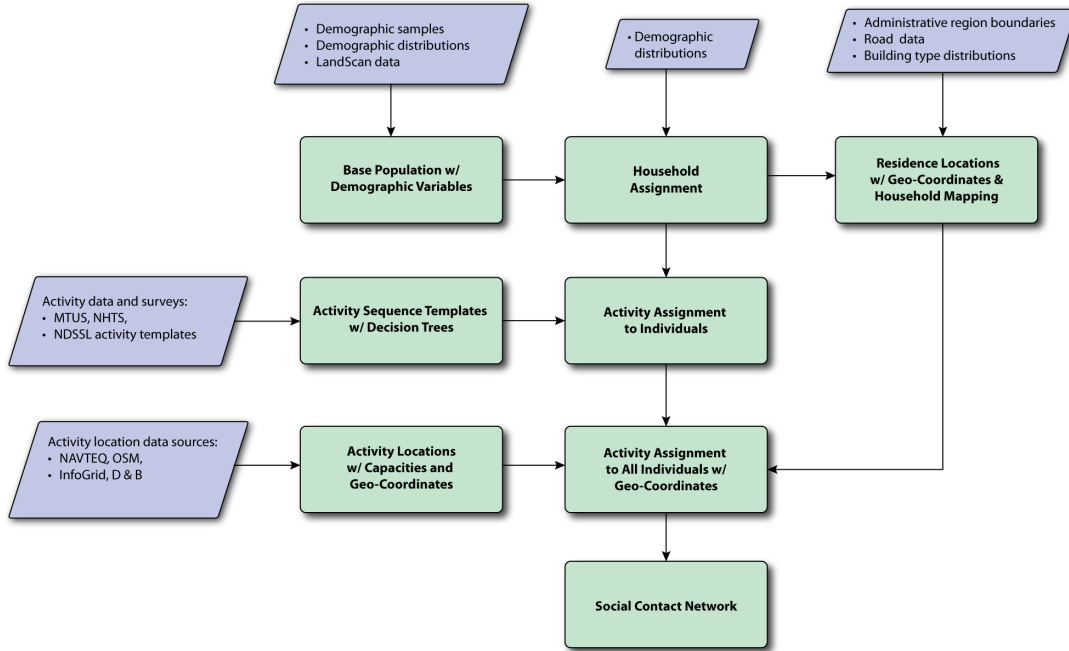 • Demographic samples
• Demographic distributions
• LandScan data
• Demographic
distributions
• Administrative region boundaries
• Road data
• Building type distributions
Base Population w/
Demographic Variables
Household
Assignment
Residence Locations
w/ Geo-Coordinates &
Household Mapping
Activity data and surveys:
• MTUS, NHTS,
• NDSSL activity templates
Activity Sequence Templates
w/ Decision Trees
Activity Assignment
to Individuals
Activity location data sources:
• NAVTEQ, OSM,
• InfoGrid, D & B
Activity Locations
w/ Capacities and
Geo-Coordinates
Activity Assignment
to All Individuals w/
Geo-Coordinates
Social Contact Network